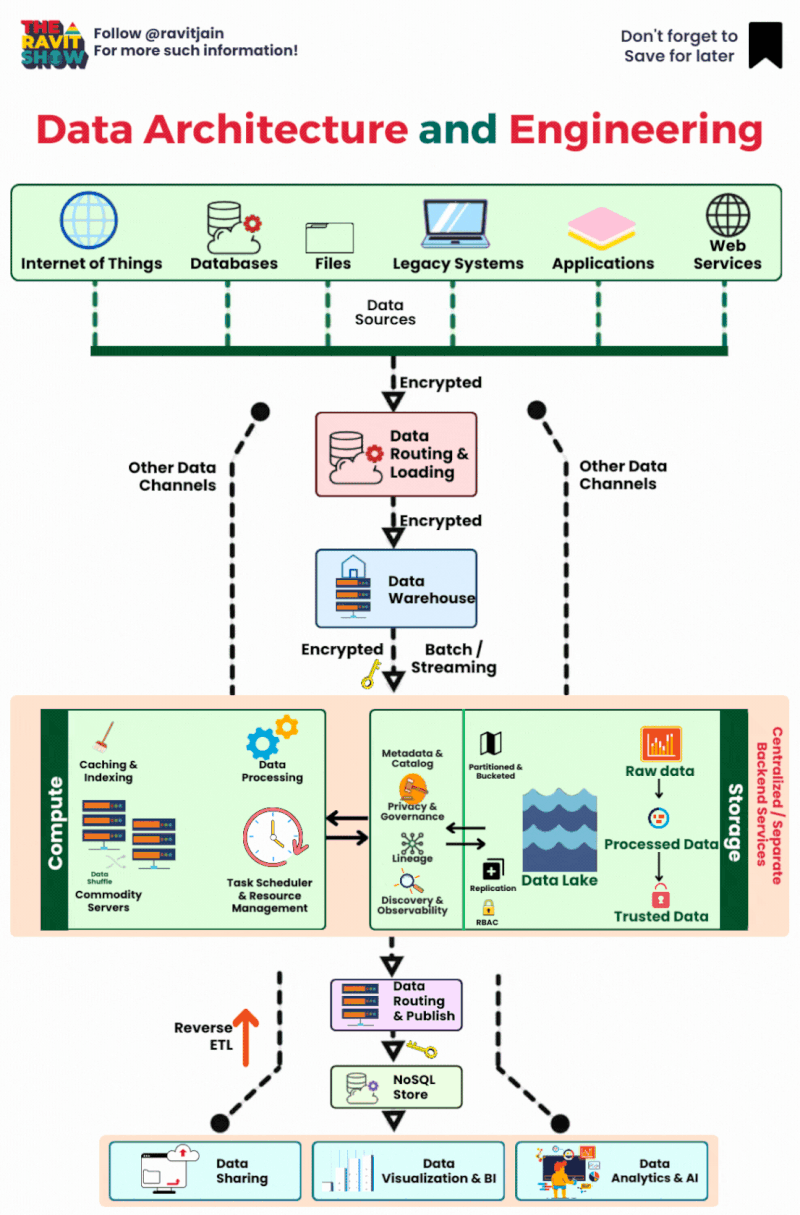 THE
RAVIT
SHOW
Follow @ravitjain
For more such information!
Don't forget to
Save for later
Data Architecture and Engineering
Internet of Things
Databases
Files
Legacy Systems
Applications
Web
Services
Data
Sources
Encrypted
Data
Routing &
Loading
Other Data
Channels
Other Data
Channels
Encrypted
Data
Warehouse
Encrypted
Batch /
Streaming
Compute
Caching &
Indexing
Data
Processing
Data
Shuffle
Commodity
Servers
Task Scheduler
& Resource
Management
Metadata &
Catalog
Privacy &
Governance
Lineage
Discovery &
Observability
Partitioned &
Bucketed
Replication
RBAC
Data Lake
Raw data
Processed Data
Trusted Data
Storage
Centralized / Separate
Backend Services
Data
Routing
& Publish
Reverse
ETL
NoSQL
Store
Data
Sharing
Data
Visualization & BI
Data
Analytics & AI